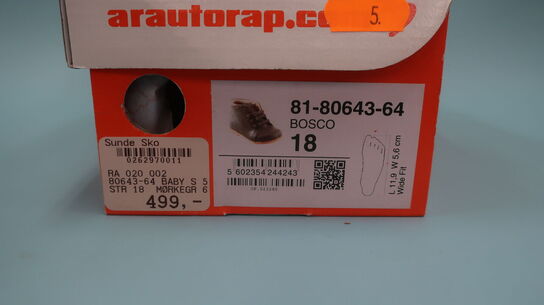 arautorap.com
5.
Sunde Sko
0262970011
RA 020 002
80643-64 BABY S 5
STR 18 MØRKEGR 6
499,-
81-80643-64
BOSCO
18
5 602354 244243
L 11,9 W 5,6 cm
Wide Fit